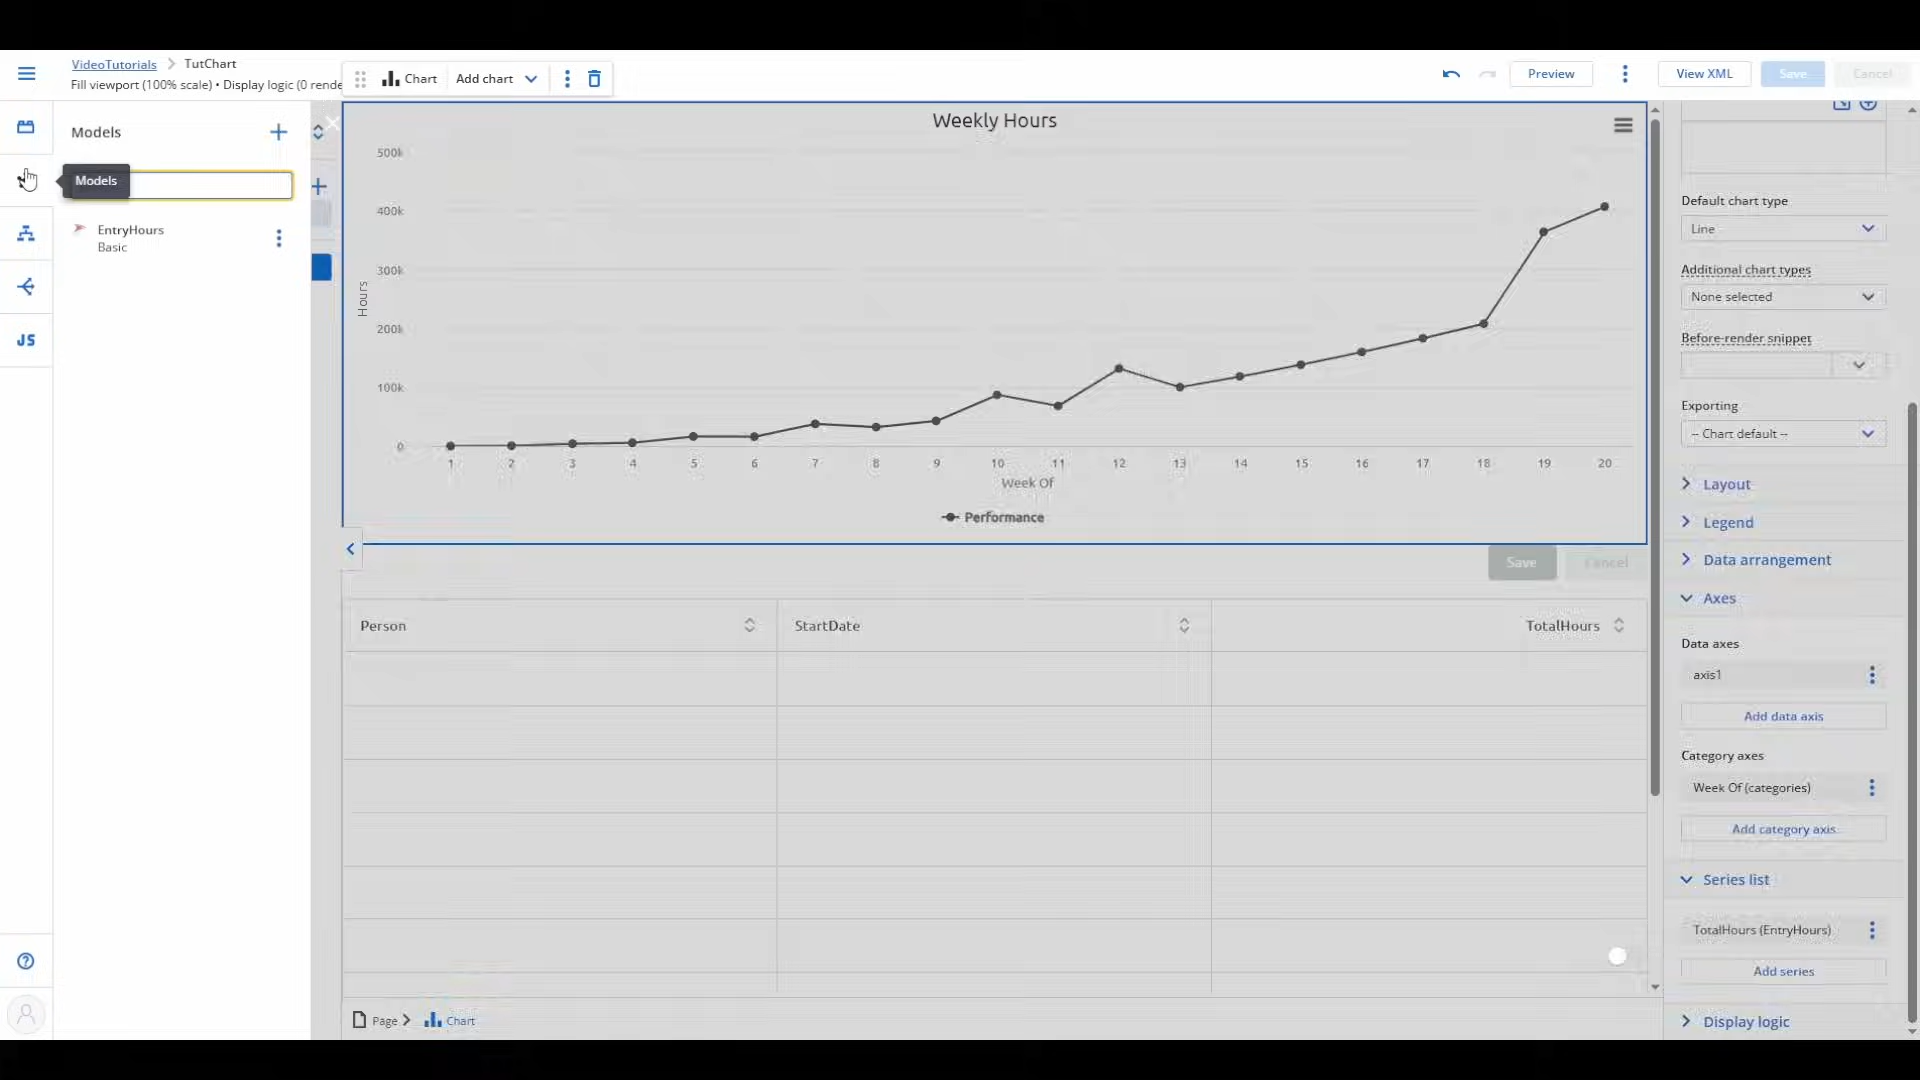 VideoTutorials > TutChart
Fill viewport (100% scale) • Display logic (0 rende
Chart
Add chart
Preview
View XML
Save
Cancel
Models
Models
EntryHours
Basic
JS
Weekly Hours
500k
400k
300k
200k
100k
0
Hours
1 2 3 4 5 6 7 8 9 10 11 12 13 14 15 16 17 18 19 20
Week Of
Performance
Save
Cancel
Person
StartDate
TotalHours
Page > Chart
Default chart type
Line
Additional chart types
None selected
Before-render snippet
Exporting
-- Chart default --
Layout
Legend
Data arrangement
Axes
Data axes
axis1
Add data axis
Category axes
Week Of (categories)
Add category axis
Series list
TotalHours (EntryHours)
Add series
Display logic